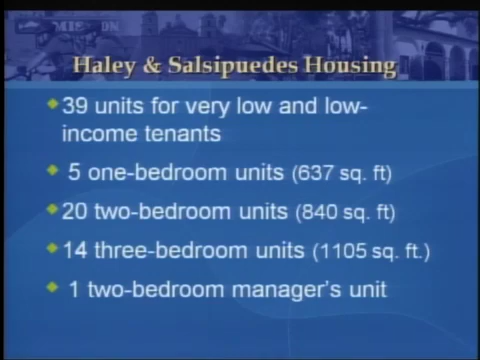 MISSION
Haley & Salsipuedes Housing
39 units for very low and low-
income tenants
5 one-bedroom units (637 sq. ft)
20 two-bedroom units (840 sq. ft)
14 three-bedroom units (1105 sq. ft.)
1 two-bedroom manager's unit